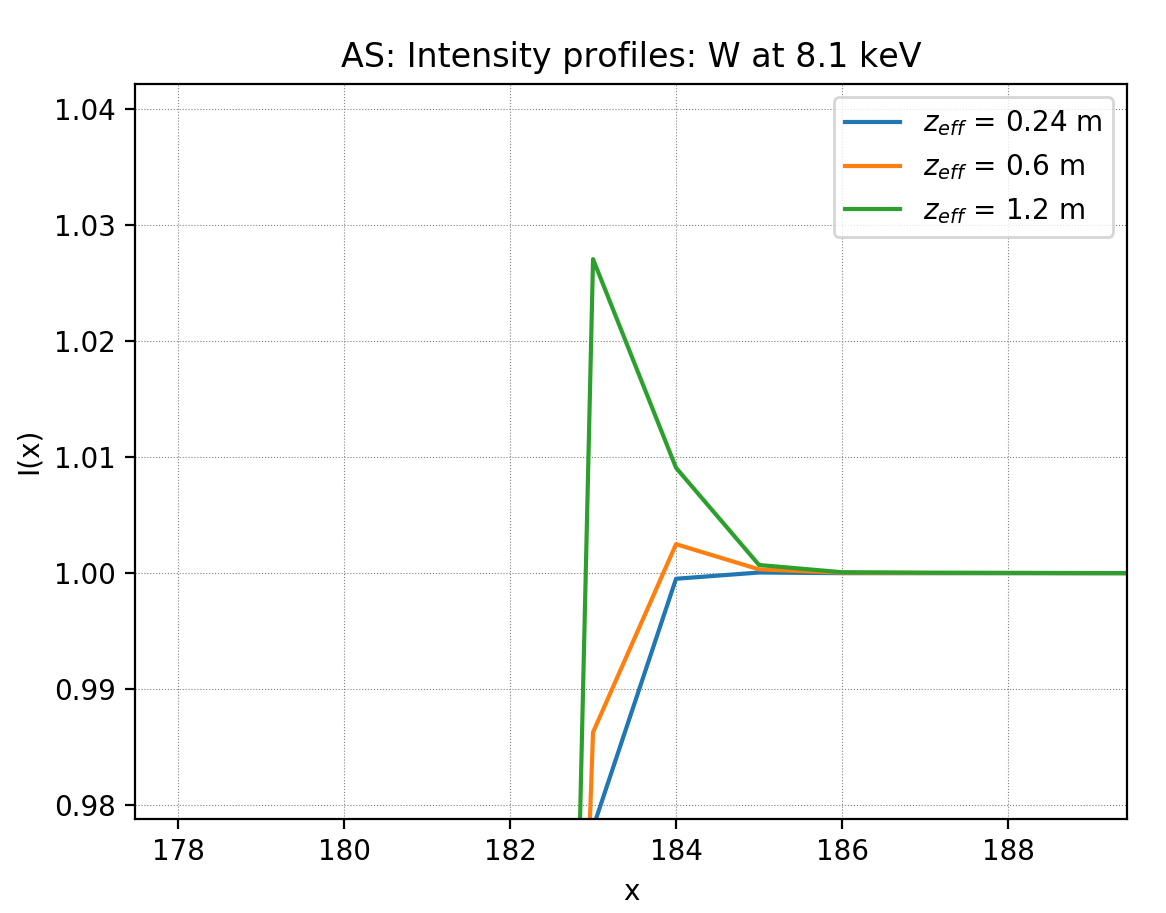 AS: Intensity profiles: W at 8.1 keV
z_eff = 0.24 m
z_eff = 0.6 m
z_eff = 1.2 m
I(x)
1.04
1.03
1.02
1.01
1.00
0.99
0.98
178 180 182 184 186 188
x